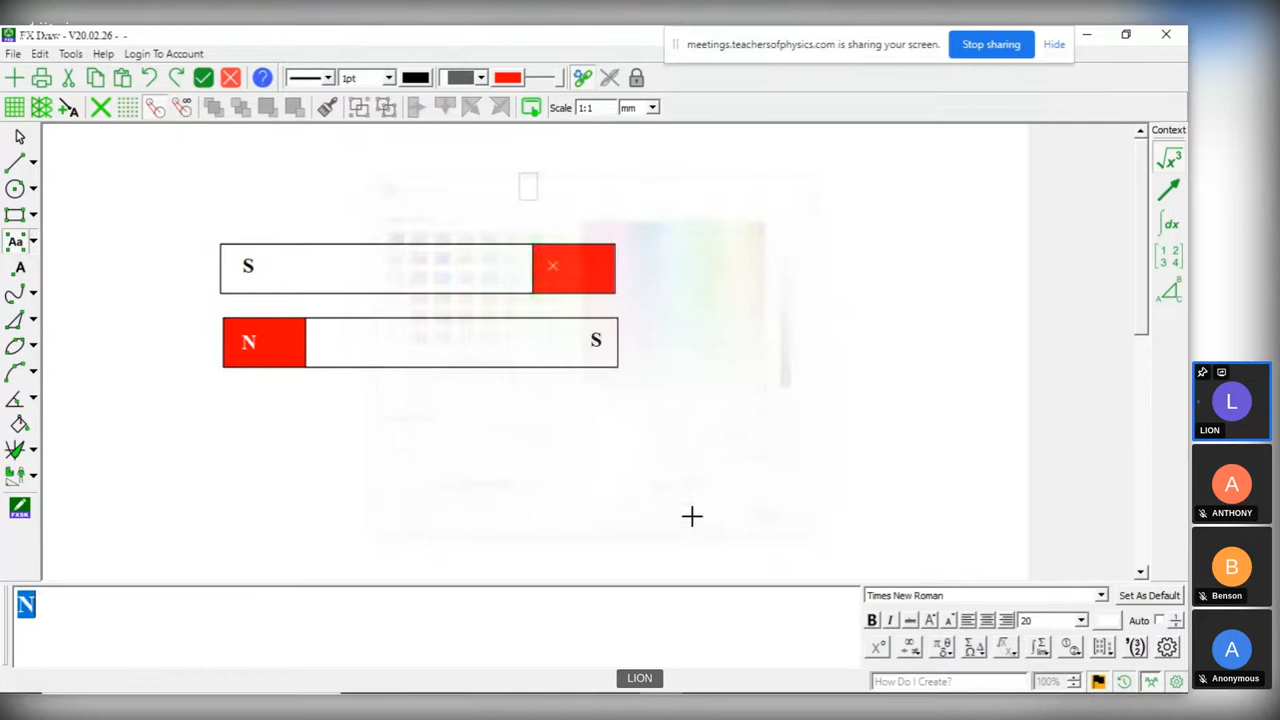 FX Draw - V20.02.26 - -
meetings.teachersofphysics.com is sharing your screen. Stop sharing Hide
File Edit Tools Help Login To Account
1pt
Scale 1:1 mm
Context
S
N
S
N
Times New Roman Set As Default
B I abc A A 20 Auto
How Do I Create? 100%
LION
L
LION
A
ANTHONY
B
Benson
A
Anonymous